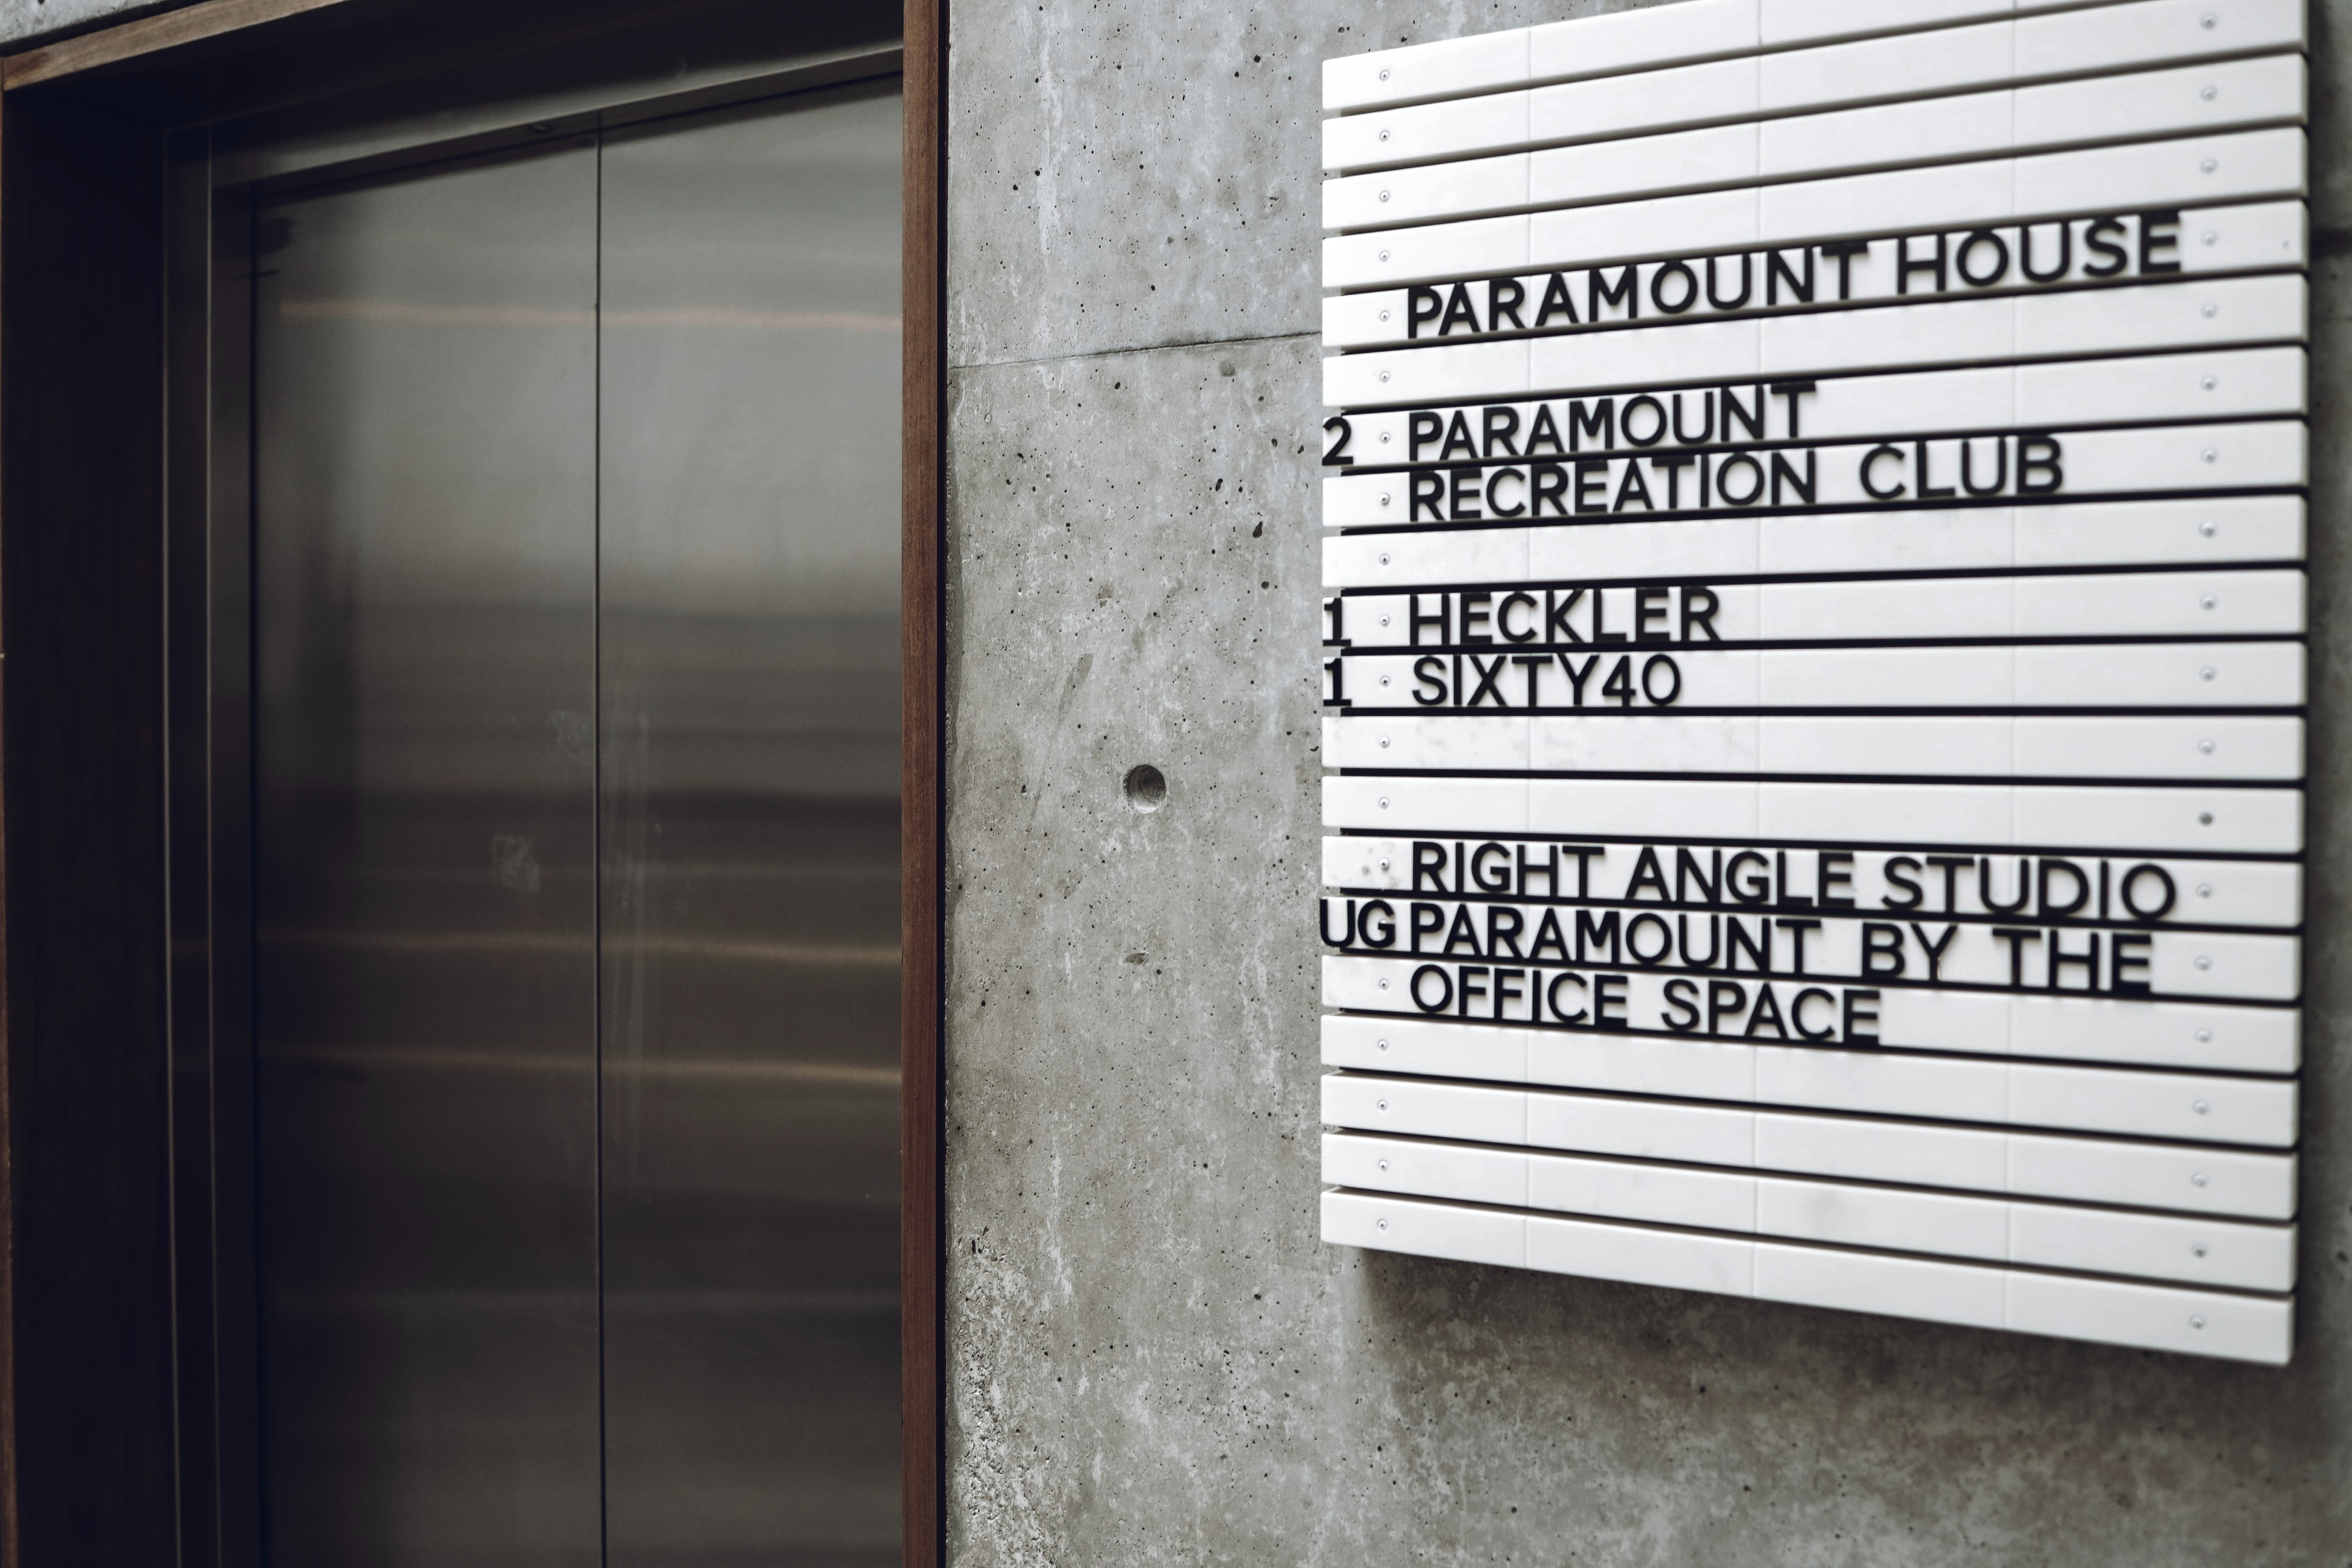 PARAMOUNT HOUSE
2 PARAMOUNT
RECREATION CLUB
1 HECKLER
1 SIXTY40
RIGHT ANGLE STUDIO
UG PARAMOUNT BY THE
OFFICE SPACE